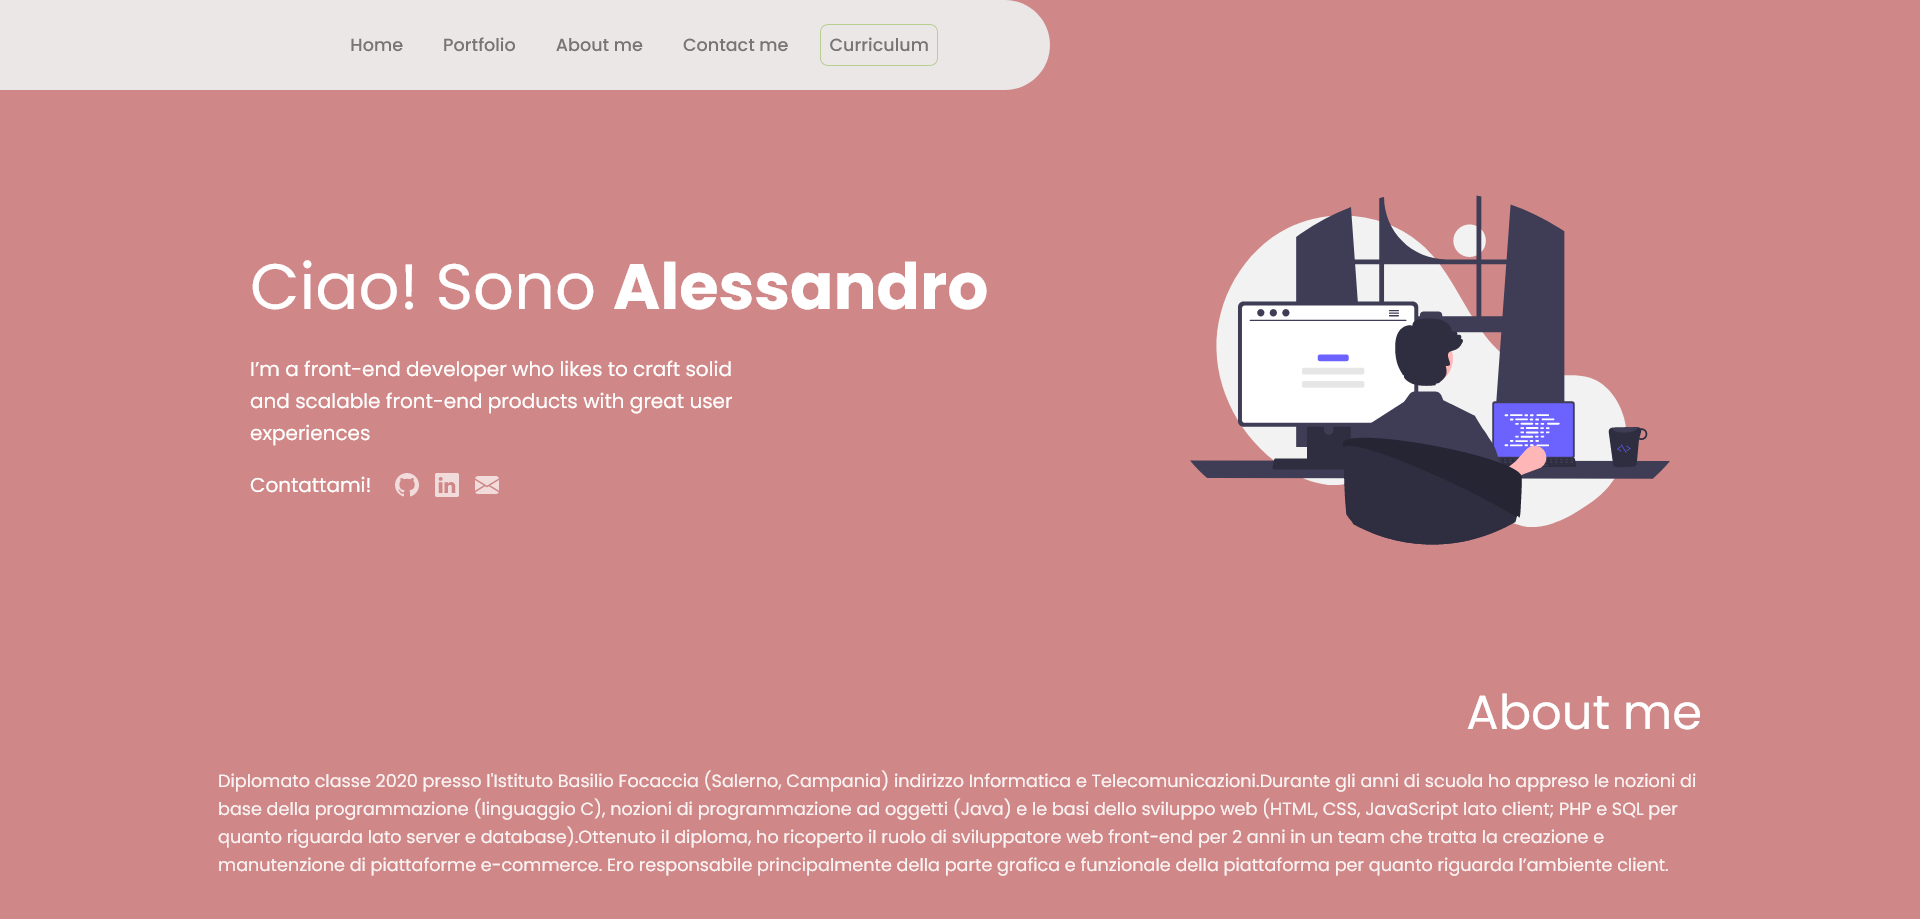 Home Portfolio About me Contact me Curriculum
Ciao! Sono Alessandro
I’m a front-end developer who likes to craft solid
and scalable front-end products with great user
experiences
Contattami!
About me
Diplomato classe 2020 presso l'Istituto Basilio Focaccia (Salerno, Campania) indirizzo Informatica e Telecomunicazioni.Durante gli anni di scuola ho appreso le nozioni di
base della programmazione (linguaggio C), nozioni di programmazione ad oggetti (Java) e le basi dello sviluppo web (HTML, CSS, JavaScript lato client; PHP e SQL per
quanto riguarda lato server e database).Ottenuto il diploma, ho ricoperto il ruolo di sviluppatore web front-end per 2 anni in un team che tratta la creazione e
manutenzione di piattaforme e-commerce. Ero responsabile principalmente della parte grafica e funzionale della piattaforma per quanto riguarda l’ambiente client.